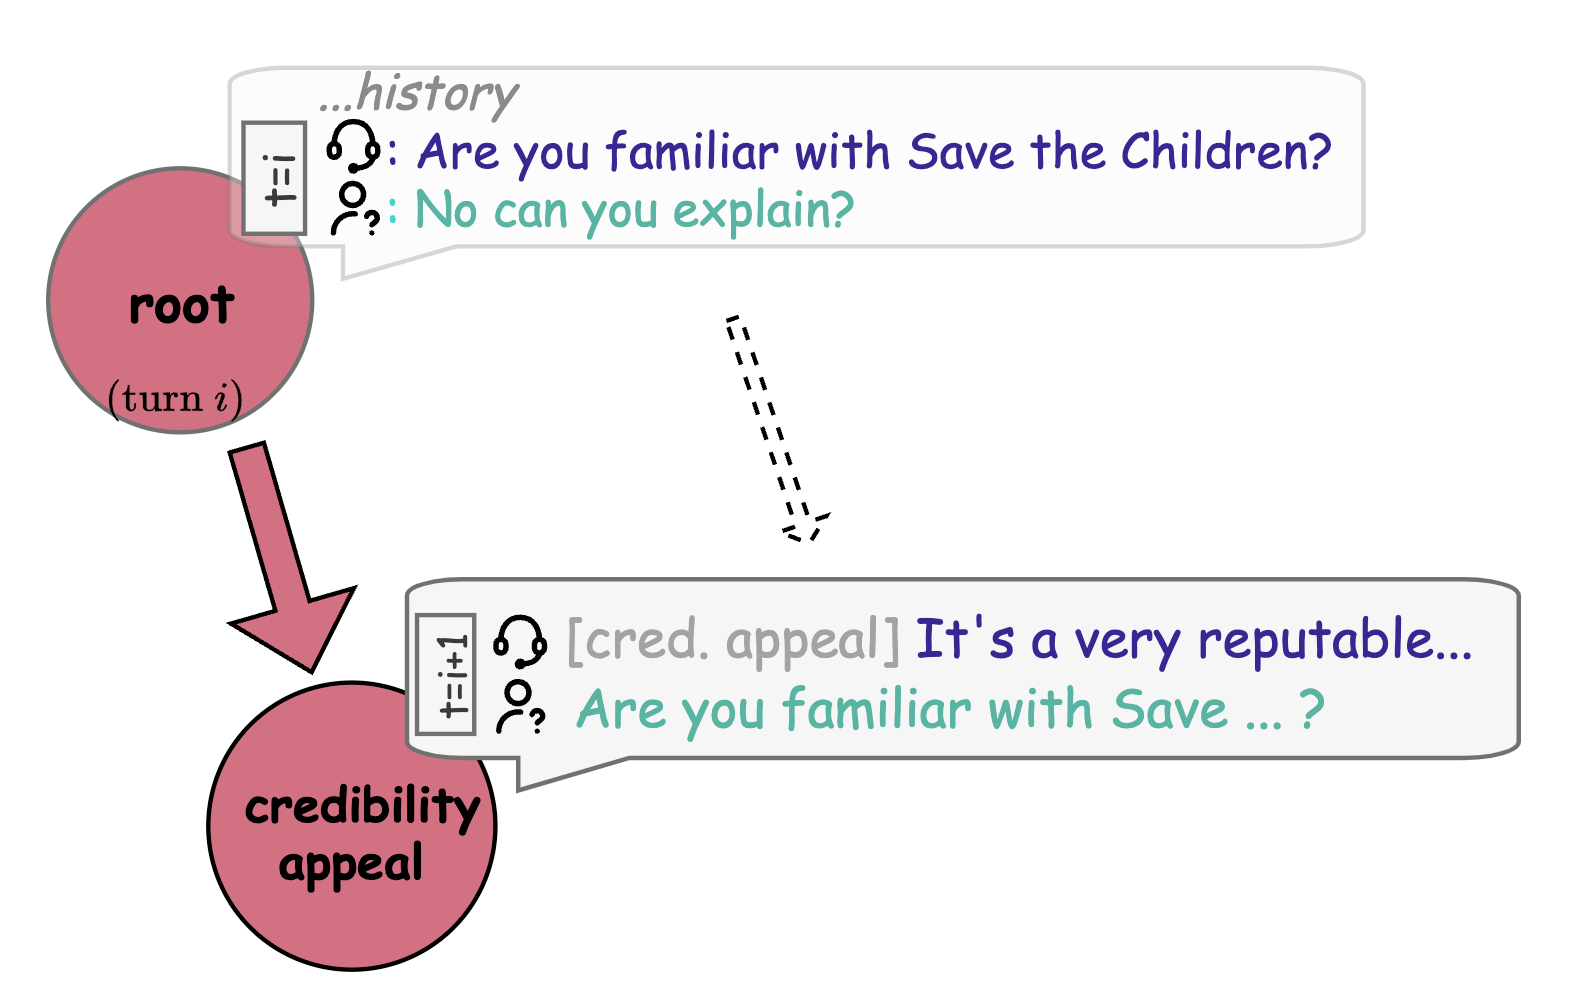 ...history
t=i
: Are you familiar with Save the Children?
: No can you explain?
root
(turn i)
t=i+1
[cred. appeal] It's a very reputable...
Are you familiar with Save ... ?
credibility
appeal